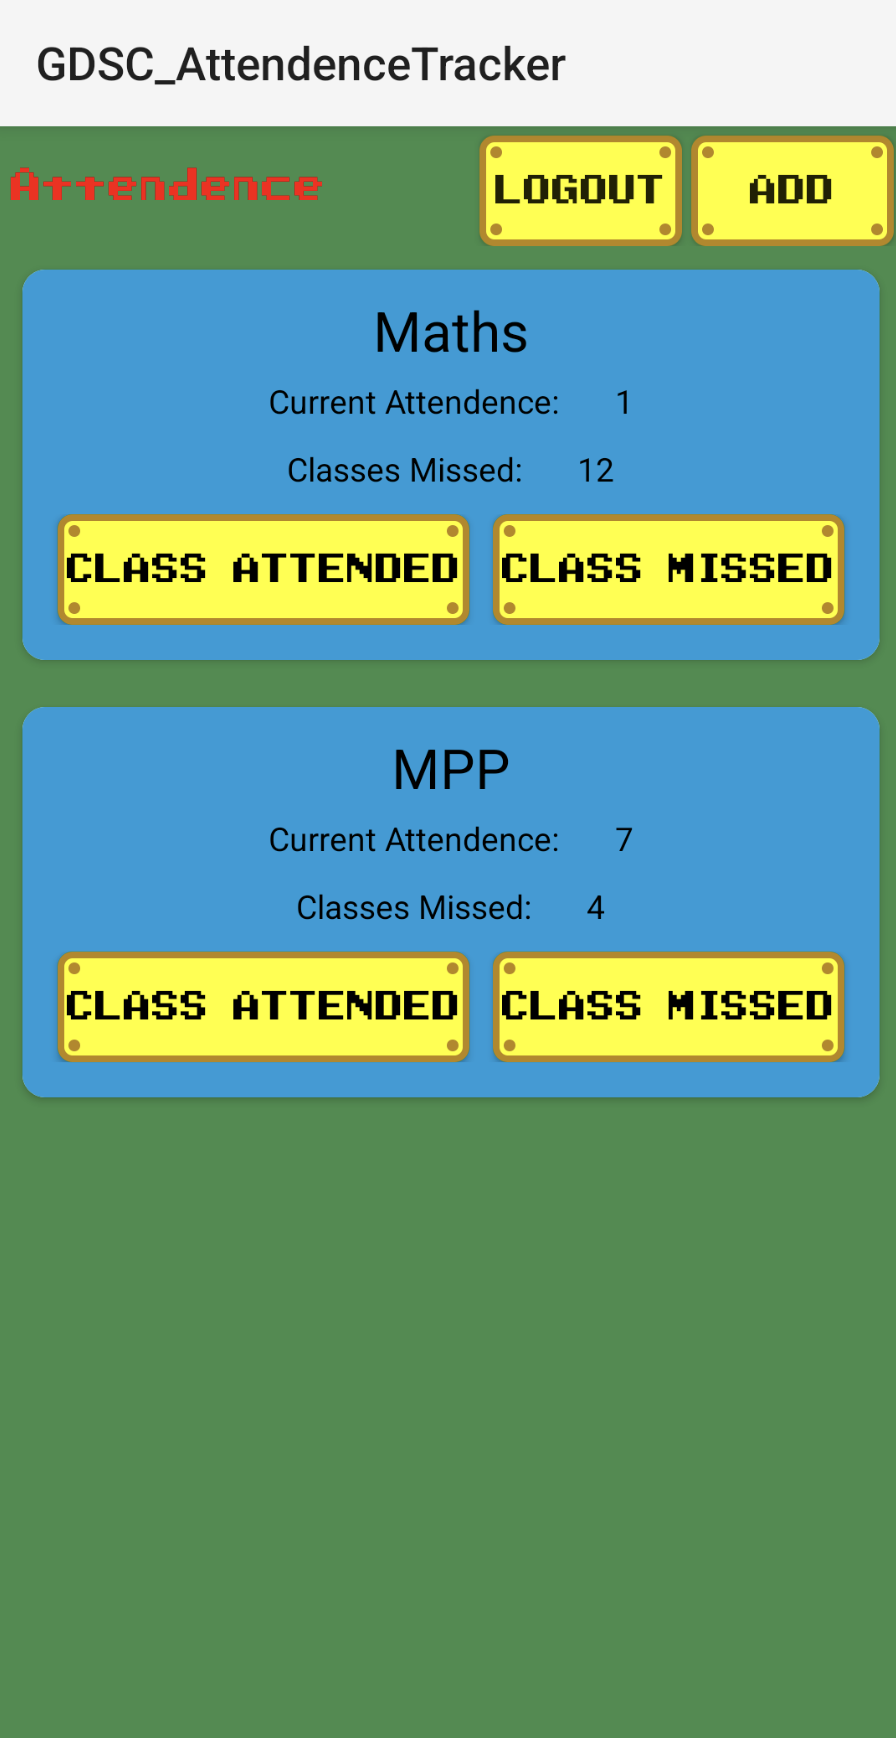 GDSC_AttendenceTracker
Attendence
LOGOUT
ADD
Maths
Current Attendence: 1
Classes Missed: 12
CLASS ATTENDED
CLASS MISSED
MPP
Current Attendence: 7
Classes Missed: 4
CLASS ATTENDED
CLASS MISSED